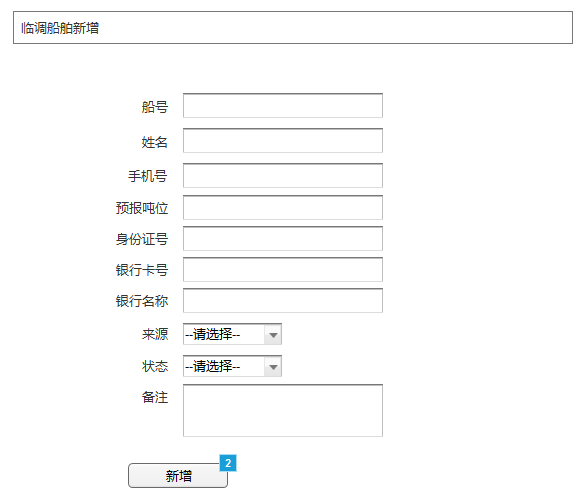 临调船舶新增
船号
姓名
手机号
预报吨位
身份证号
银行卡号
银行名称
来源 --请选择--
状态 --请选择--
备注
新增 2